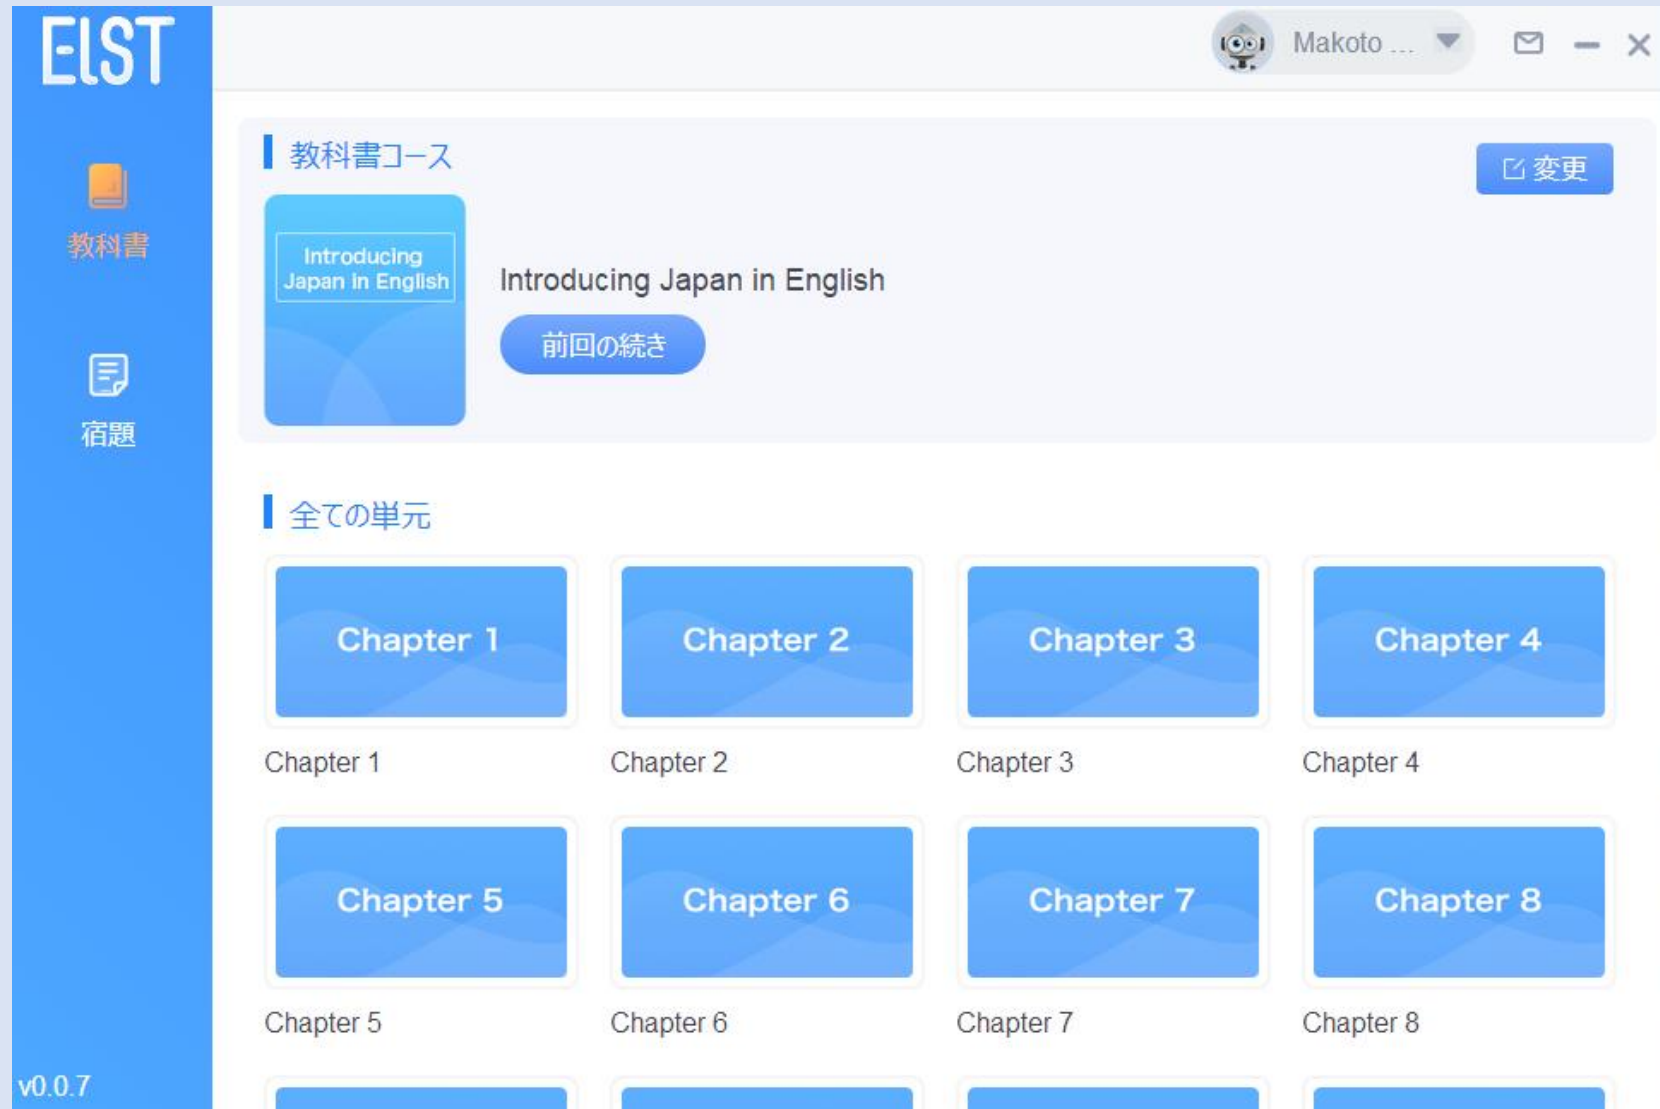 ElST
Makoto ...
教科書
宿題
v0.0.7
教科書コース
変更
Introducing
Japan in English
Introducing Japan in English
前回の続き
全ての単元
Chapter 1
Chapter 2
Chapter 3
Chapter 4
Chapter 1
Chapter 2
Chapter 3
Chapter 4
Chapter 5
Chapter 6
Chapter 7
Chapter 8
Chapter 5
Chapter 6
Chapter 7
Chapter 8